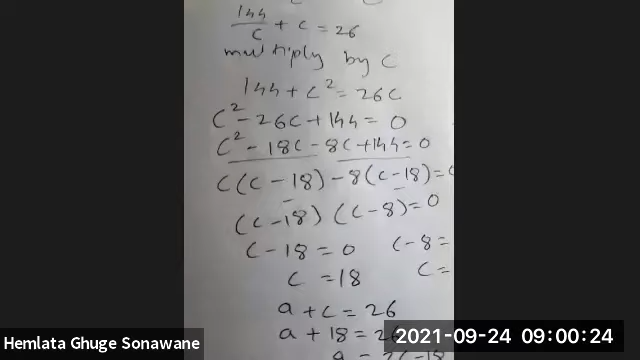 144/C + C = 26
multiply by C
144 + C² = 26C
C² - 26C + 144 = 0
C² - 18C - 8C + 144 = 0
C(C - 18) - 8(C - 18) =
(C - 18) (C - 8) = 0
C - 18 = 0 C - 8 =
C = 18 C =
a + C = 26
a + 18 = 26
Hemlata Ghuge Sonawane
2021-09-24 09:00:24